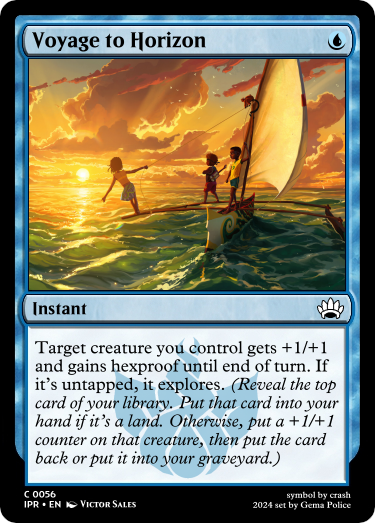 Voyage to Horizon
Instant
Target creature you control gets +1/+1
and gains hexproof until end of turn. If
it's untapped, it explores. (Reveal the top
card of your library. Put that card into your
hand if it's a land. Otherwise, put a +1/+1
counter on that creature, then put the card
back or put it into your graveyard.)
C 0056
IPR • EN Victor Sales
symbol by crash
2024 set by Gema Police